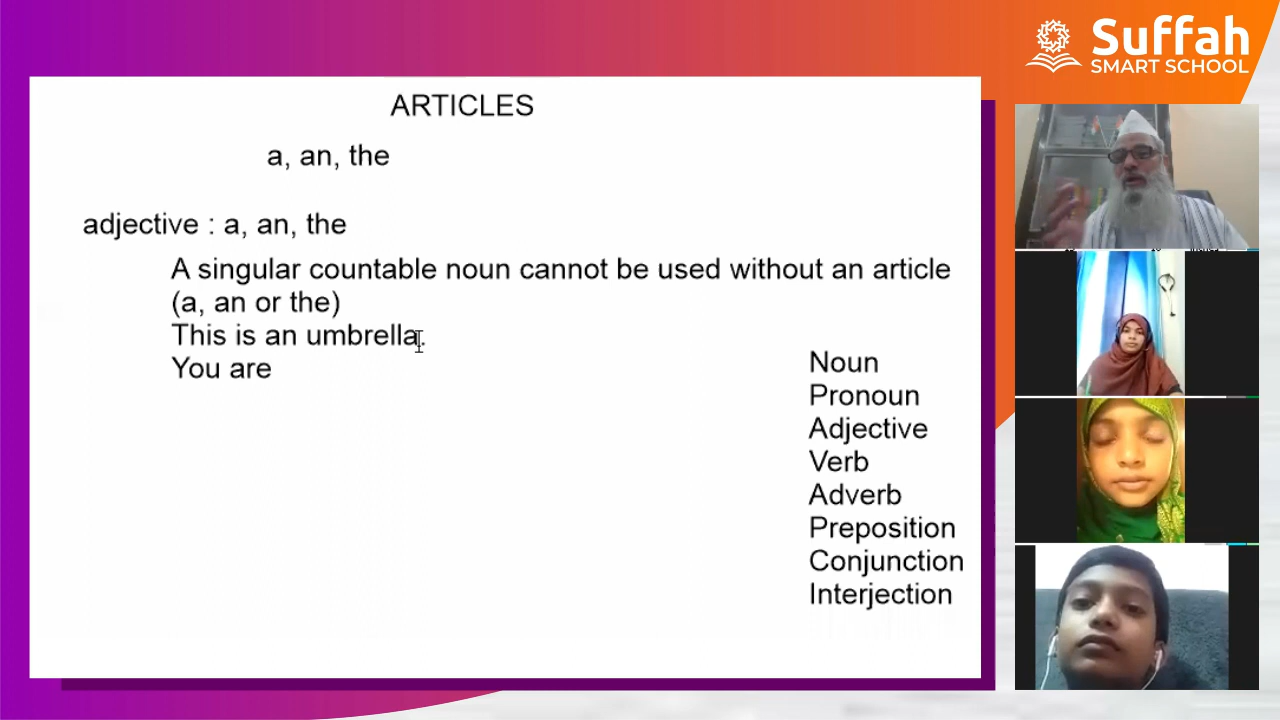 Suffah
SMART SCHOOL
ARTICLES
a, an, the
adjective : a, an, the
A singular countable noun cannot be used without an article
(a, an or the)
This is an umbrella.
You are
Noun
Pronoun
Adjective
Verb
Adverb
Preposition
Conjunction
Interjection